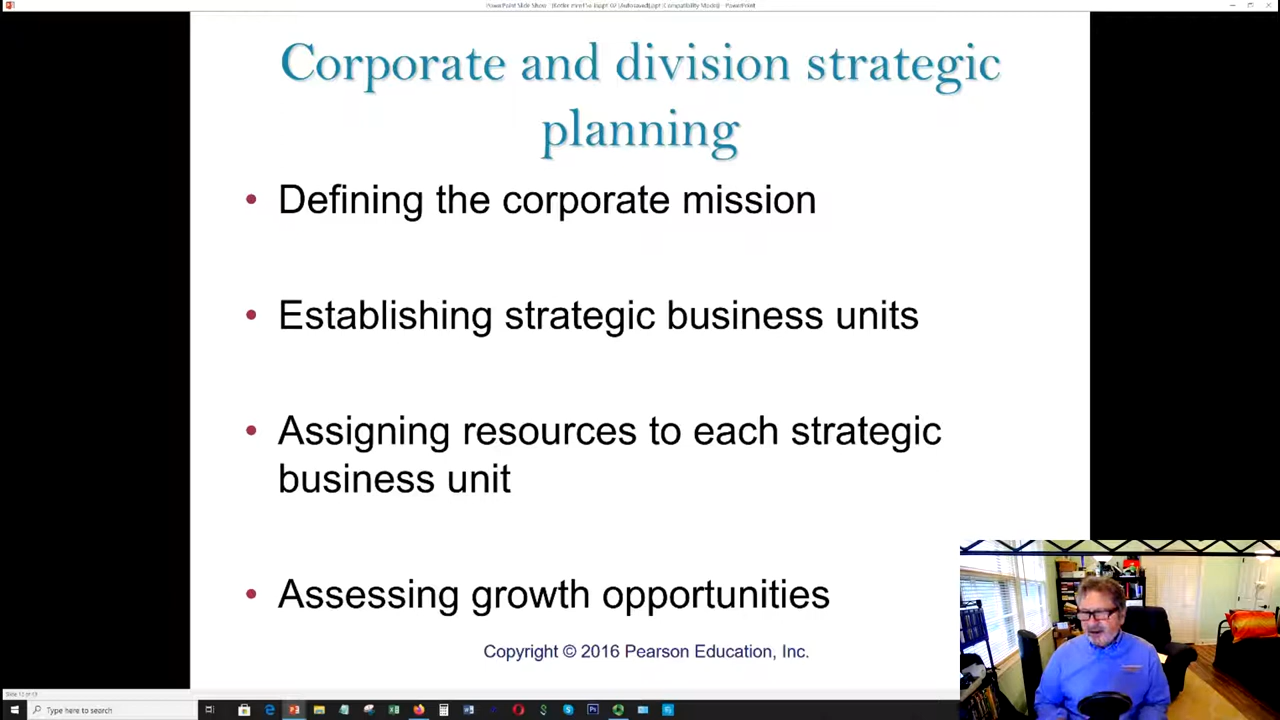 Corporate and division strategic
planning
• Defining the corporate mission
• Establishing strategic business units
• Assigning resources to each strategic
business unit
• Assessing growth opportunities
Copyright © 2016 Pearson Education, Inc.
Type here to search